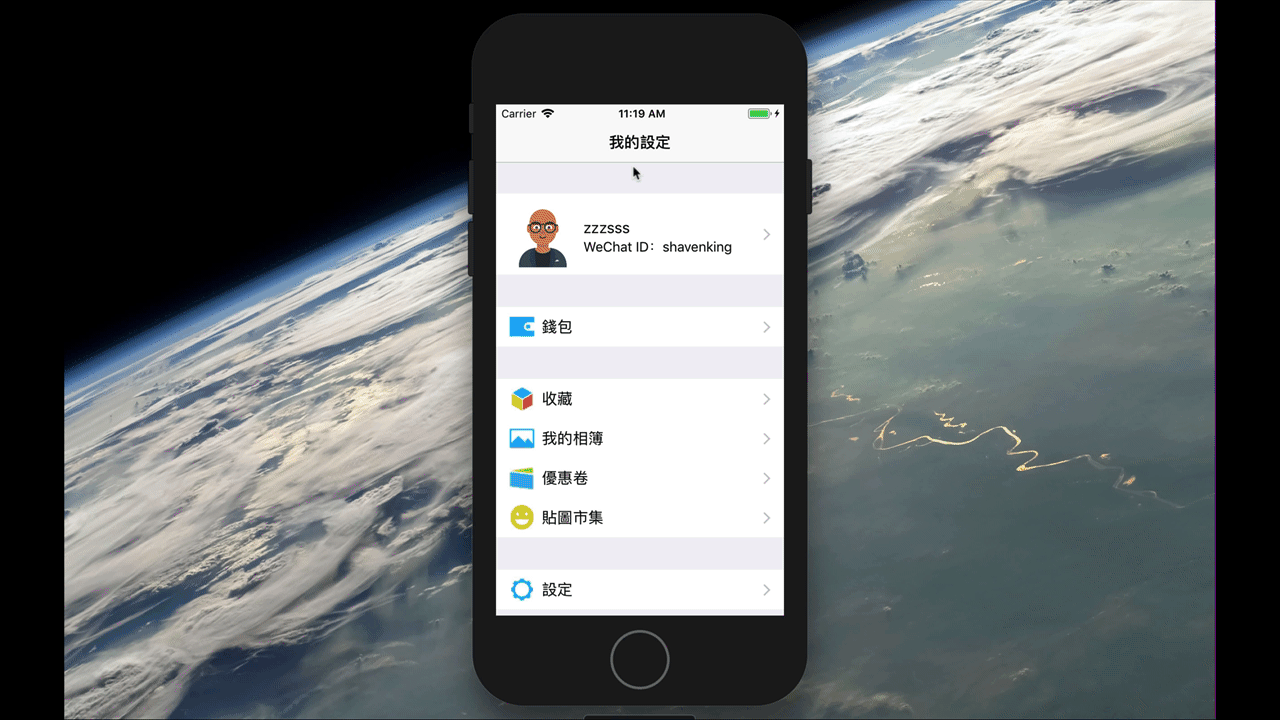 Carrier
11:19 AM
我的設定
zzzsss
WeChat ID：shavenking
錢包
收藏
我的相簿
優惠卷
貼圖市集
設定